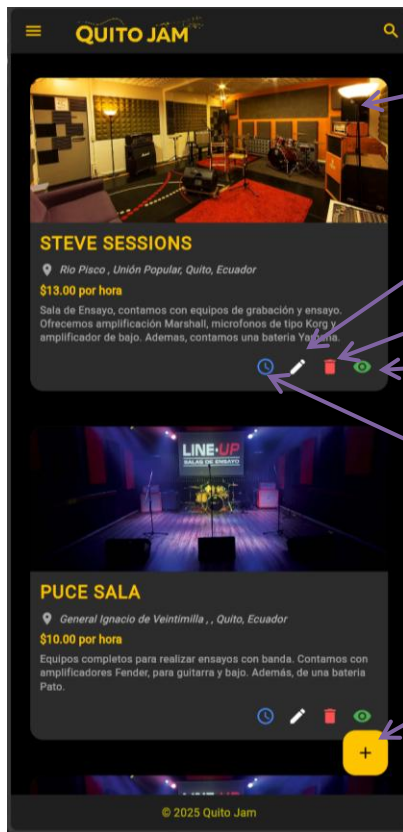 QUITO JAM
STEVE SESSIONS
Rio Pisco , Unión Popular, Quito, Ecuador
$13.00 por hora
Sala de Ensayo, contamos con equipos de grabación y ensayo.
Ofrecemos amplificación Marshall, microfonos de tipo Korg y
amplificador de bajo. Ademas, contamos una bateria Yamaha.
LINE-UP
SALAS DE ENSAYO
PUCE SALA
General Ignacio de Veintimilla , , Quito, Ecuador
$10.00 por hora
Equipos completos para realizar ensayos con banda. Contamos con
amplificadores Fender, para guitarra y bajo. Además, de una bateria
Pato.
+
© 2025 Quito Jam